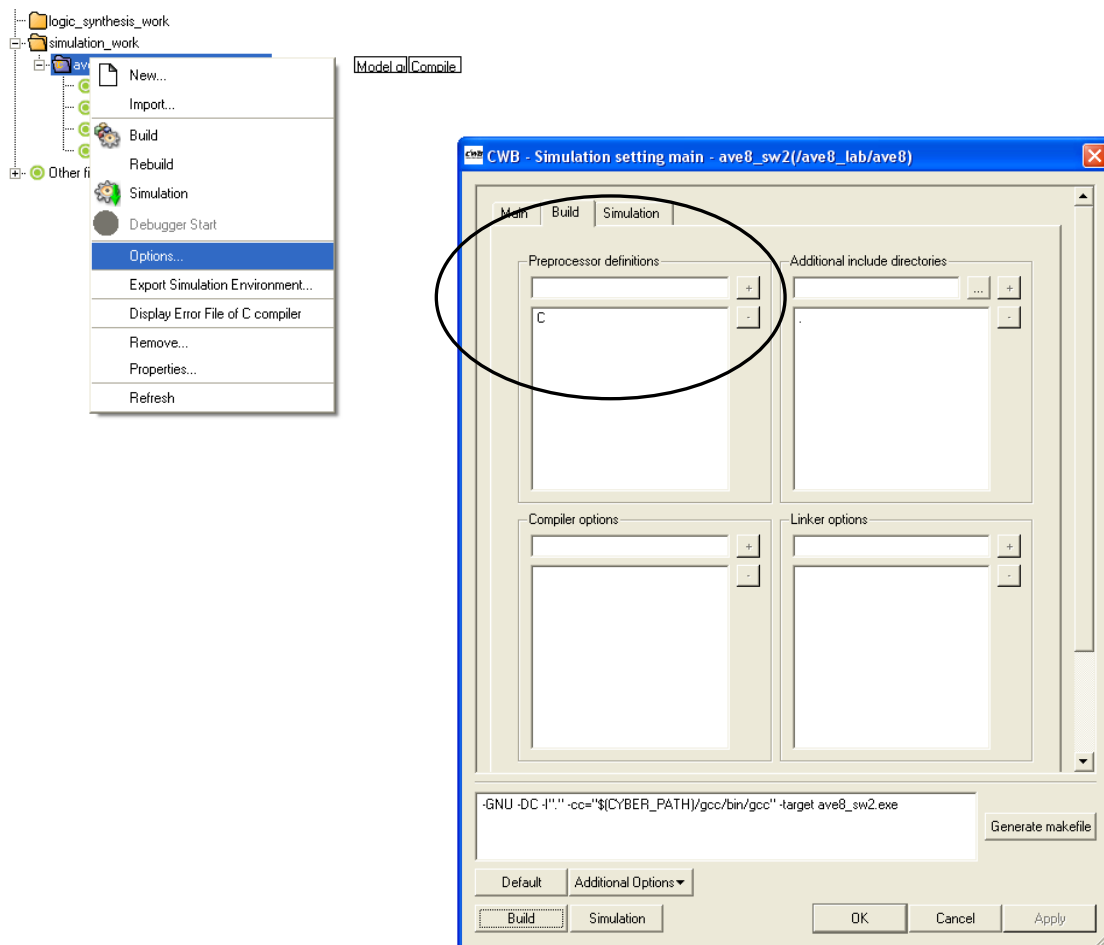 logic_synthesis_work
simulation_work
ave
Other fi
New...
Import...
Build
Rebuild
Simulation
Debugger Start
Options...
Export Simulation Environment...
Display Error File of C compiler
Remove...
Properties...
Refresh
Compile
CWB - Simulation setting main - ave8_sw2(/ave8_lab/ave8)
Main Build Simulation
Preprocessor definitions
+
C
-
Additional include directories
... +
.
-
Compiler options
+
-
Linker options
+
-
-GNU -DC -I"." -cc="$(CYBER_PATH)/gcc/bin/gcc" -target ave8_sw2.exe
Generate makefile
Default Additional Options
Build Simulation OK Cancel Apply